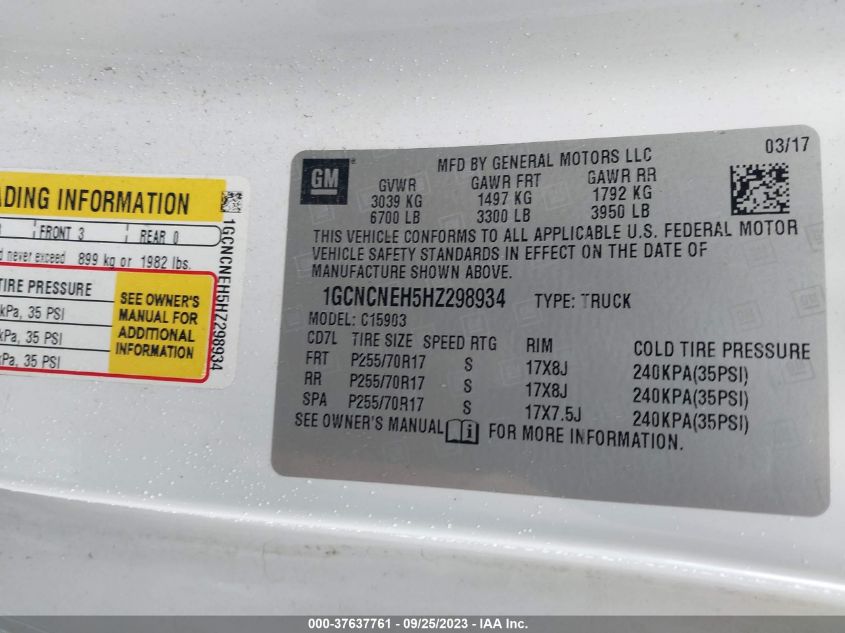 ADING INFORMATION
FRONT 3 REAR 0
never exceed 899 kg or 1982 lbs.
TIRE PRESSURE
kPa, 35 PSI
kPa, 35 PSI
kPa, 35 PSI
SEE OWNER'S
MANUAL FOR
ADDITIONAL
INFORMATION
1GCNCNEH5HZ298934
GM
MFD BY GENERAL MOTORS LLC
03/17
GVWR GAWR FRT GAWR RR
3039 KG 1497 KG 1792 KG
6700 LB 3300 LB 3950 LB
THIS VEHICLE CONFORMS TO ALL APPLICABLE U.S. FEDERAL MOTOR
VEHICLE SAFETY STANDARDS IN EFFECT ON THE DATE OF
MANUFACTURE SHOWN ABOVE.
1GCNCNEH5HZ298934 TYPE: TRUCK
MODEL: C15903
CD7L TIRE SIZE SPEED RTG RIM COLD TIRE PRESSURE
FRT P255/70R17 S 17X8J 240KPA(35PSI)
RR P255/70R17 S 17X8J 240KPA(35PSI)
SPA P255/70R17 S 17X7.5J 240KPA(35PSI)
SEE OWNER'S MANUAL i FOR MORE INFORMATION.
000-37637761 - 09/25/2023 - IAA Inc.